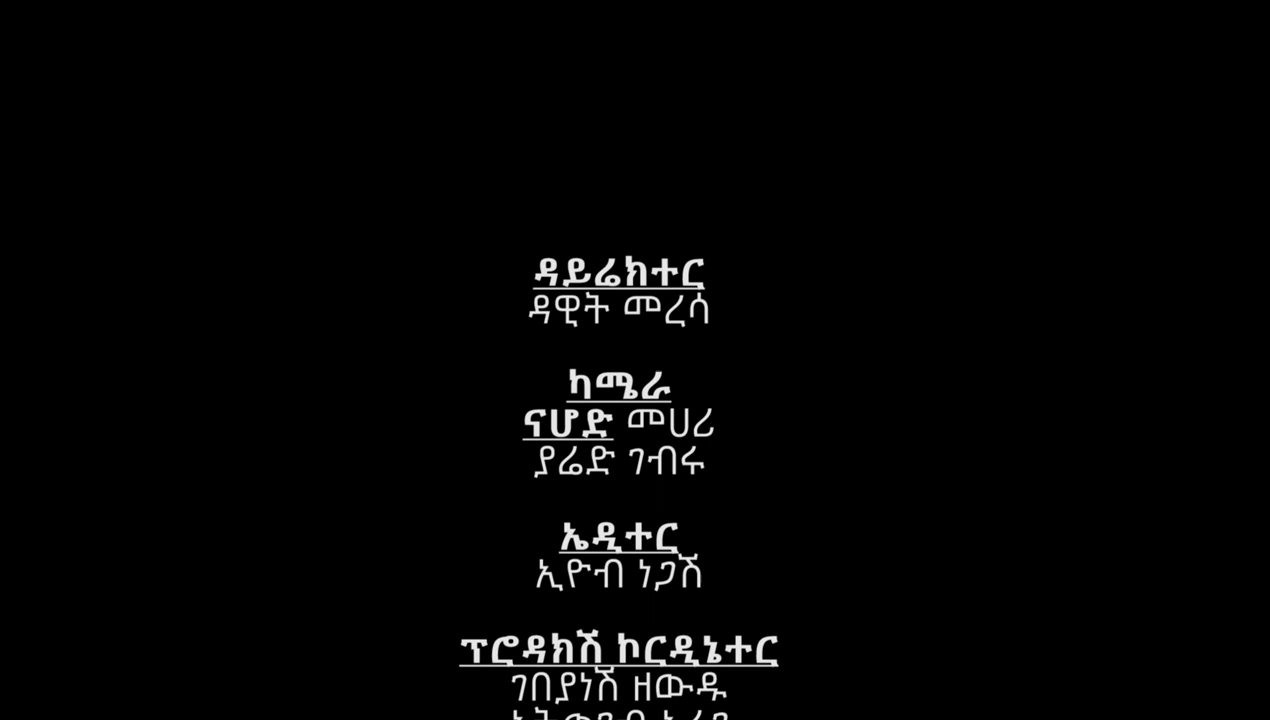 ዳይሬክተር
ዳዊት መረሳ
ካሜራ
ናሆድ መሀሪ
ያሬድ ገብሩ
ኤዲተር
ኢዮብ ነጋሽ
ፕሮዳክሽ ኮርዲኔተር
ገበያነሽ ዘውዱ